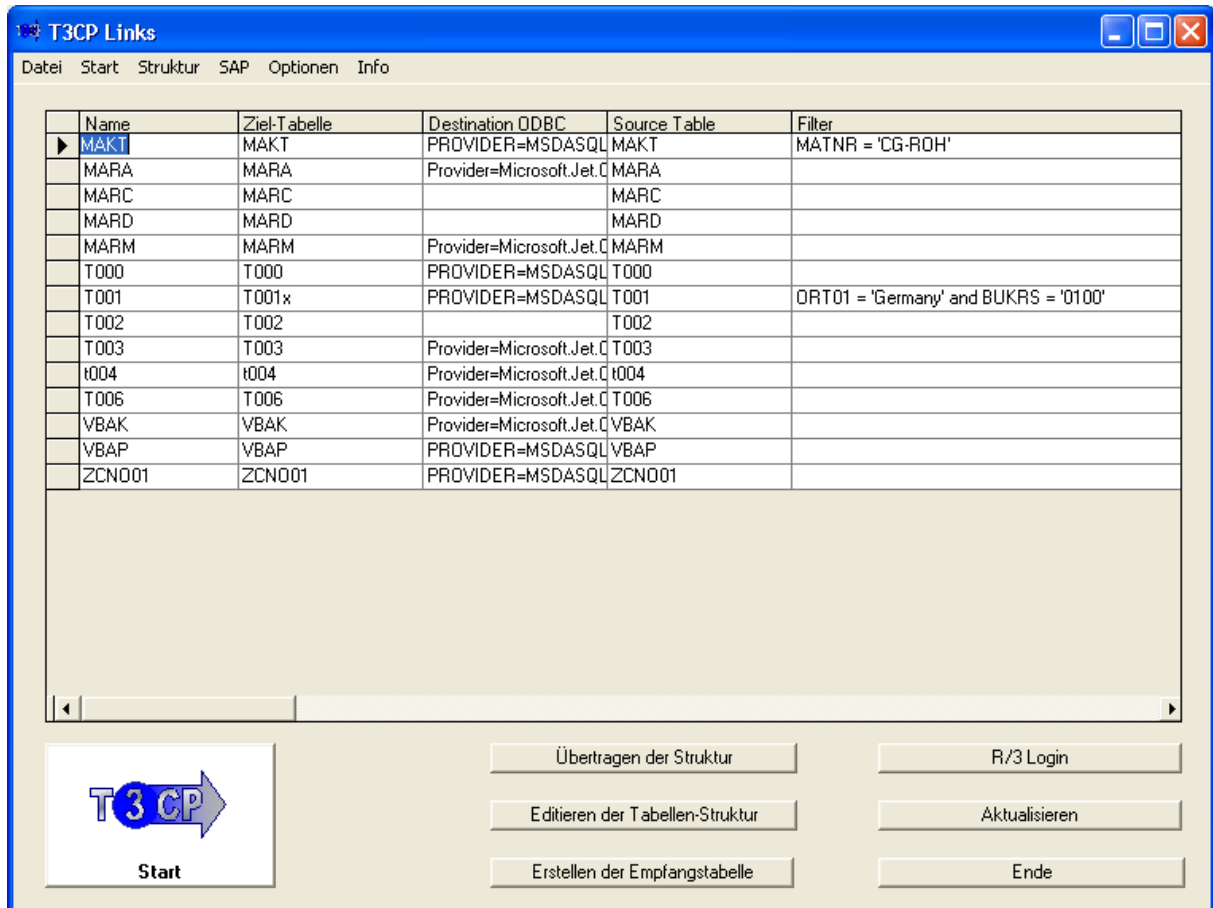 T3CP Links
Datei Start Struktur SAP Optionen Info
Name Ziel-Tabelle Destination ODBC Source Table Filter
MAKT MAKT PROVIDER=MSDASQL MAKT MATNR = 'CG-ROH'
MARA MARA Provider=Microsoft.Jet.O MARA
MARC MARC MARC
MARD MARD MARD
MARM MARM Provider=Microsoft.Jet.O MARM
T000 T000 PROVIDER=MSDASQL T000
T001 T001x PROVIDER=MSDASQL T001 ORT01 = 'Germany' and BUKRS = '0100'
T002 T002 T002
T003 T003 Provider=Microsoft.Jet.O T003
t004 t004 Provider=Microsoft.Jet.O t004
T006 T006 Provider=Microsoft.Jet.O T006
VBAK VBAK Provider=Microsoft.Jet.O VBAK
VBAP VBAP PROVIDER=MSDASQL VBAP
ZCNO01 ZCNO01 PROVIDER=MSDASQL ZCNO01
T3CP
Start
Übertragen der Struktur
R/3 Login
Editieren der Tabellen-Struktur
Aktualisieren
Erstellen der Empfangstabelle
Ende